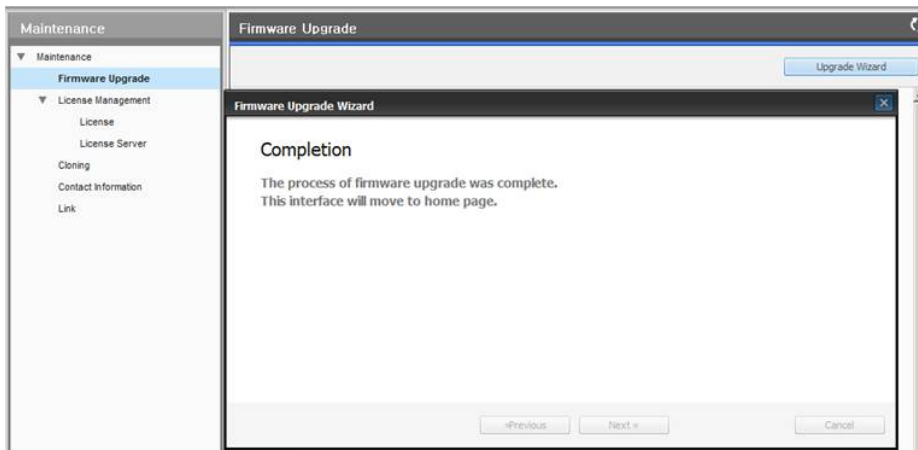 Maintenance
Firmware Upgrade
Maintenance
Firmware Upgrade
License Management
License
License Server
Cloning
Contact Information
Link
Upgrade Wizard
Firmware Upgrade Wizard
Completion
The process of firmware upgrade was complete.
This interface will move to home page.
«Previous
Next »
Cancel